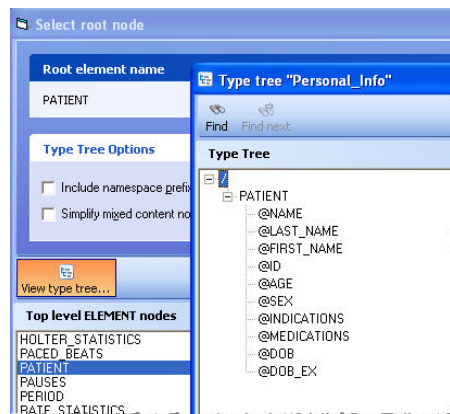 Select root node
Root element name
PATIENT
Type Tree Options
Include namespace prefi
Simplify mixed content no
View type tree...
Top level ELEMENT nodes
HOLTER_STATISTICS
PACED_BEATS
PATIENT
PAUSES
PERIOD
RATE_STATISTICS
Type tree "Personal_Info"
Find Find next
Type Tree
/
PATIENT
@NAME
@LAST_NAME
@FIRST_NAME
@ID
@AGE
@SEX
@INDICATIONS
@MEDICATIONS
@DOB
@DOB_EX